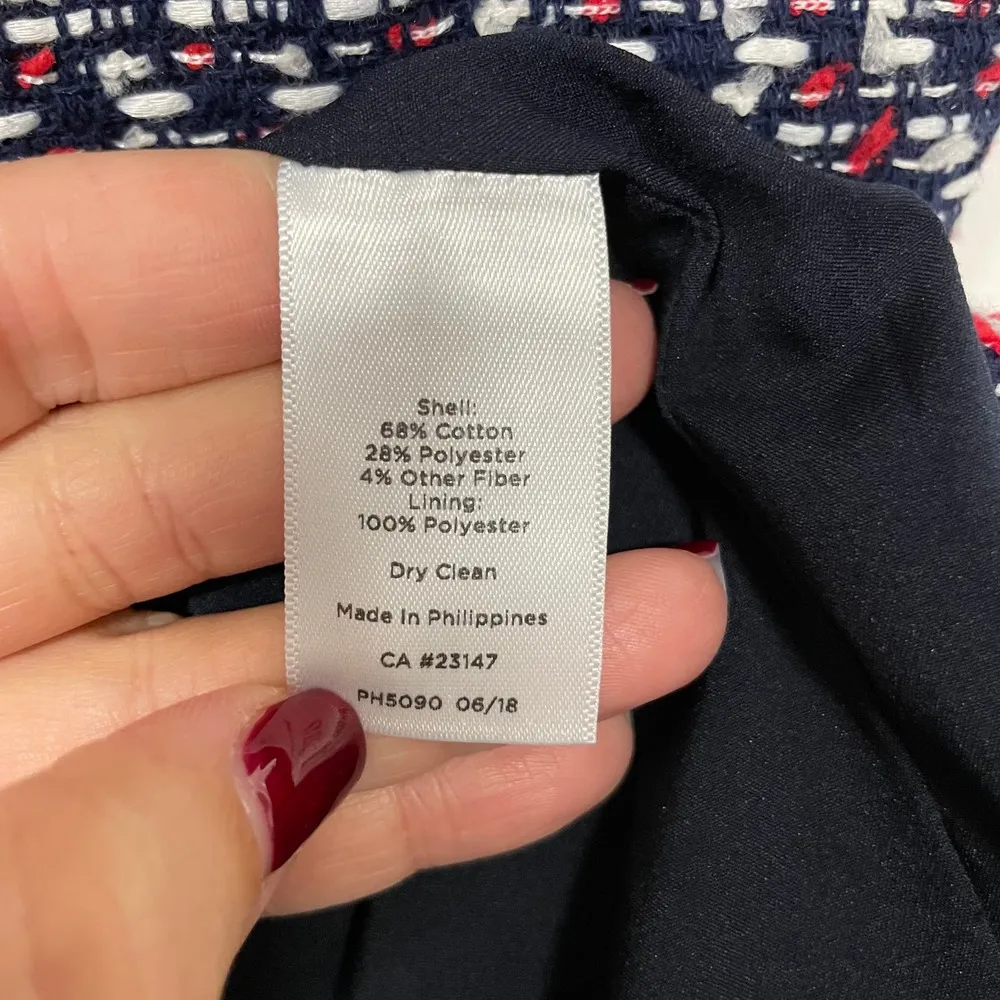 Shell:
68% Cotton
28% Polyester
4% Other Fiber
Lining:
100% Polyester
Dry Clean
Made In Philippines
CA #23147
PH5090 06/18